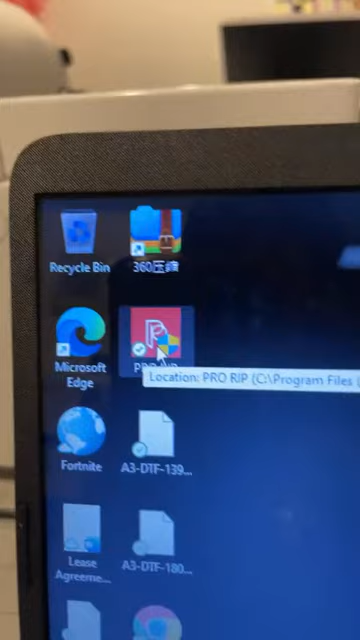 Recycle Bin
360压缩
Microsoft
Edge
Location: PRO RIP (C:\Program Files
Fortnite
A3-DTF-139...
Lease
Agreeme...
A3-DTF-180...